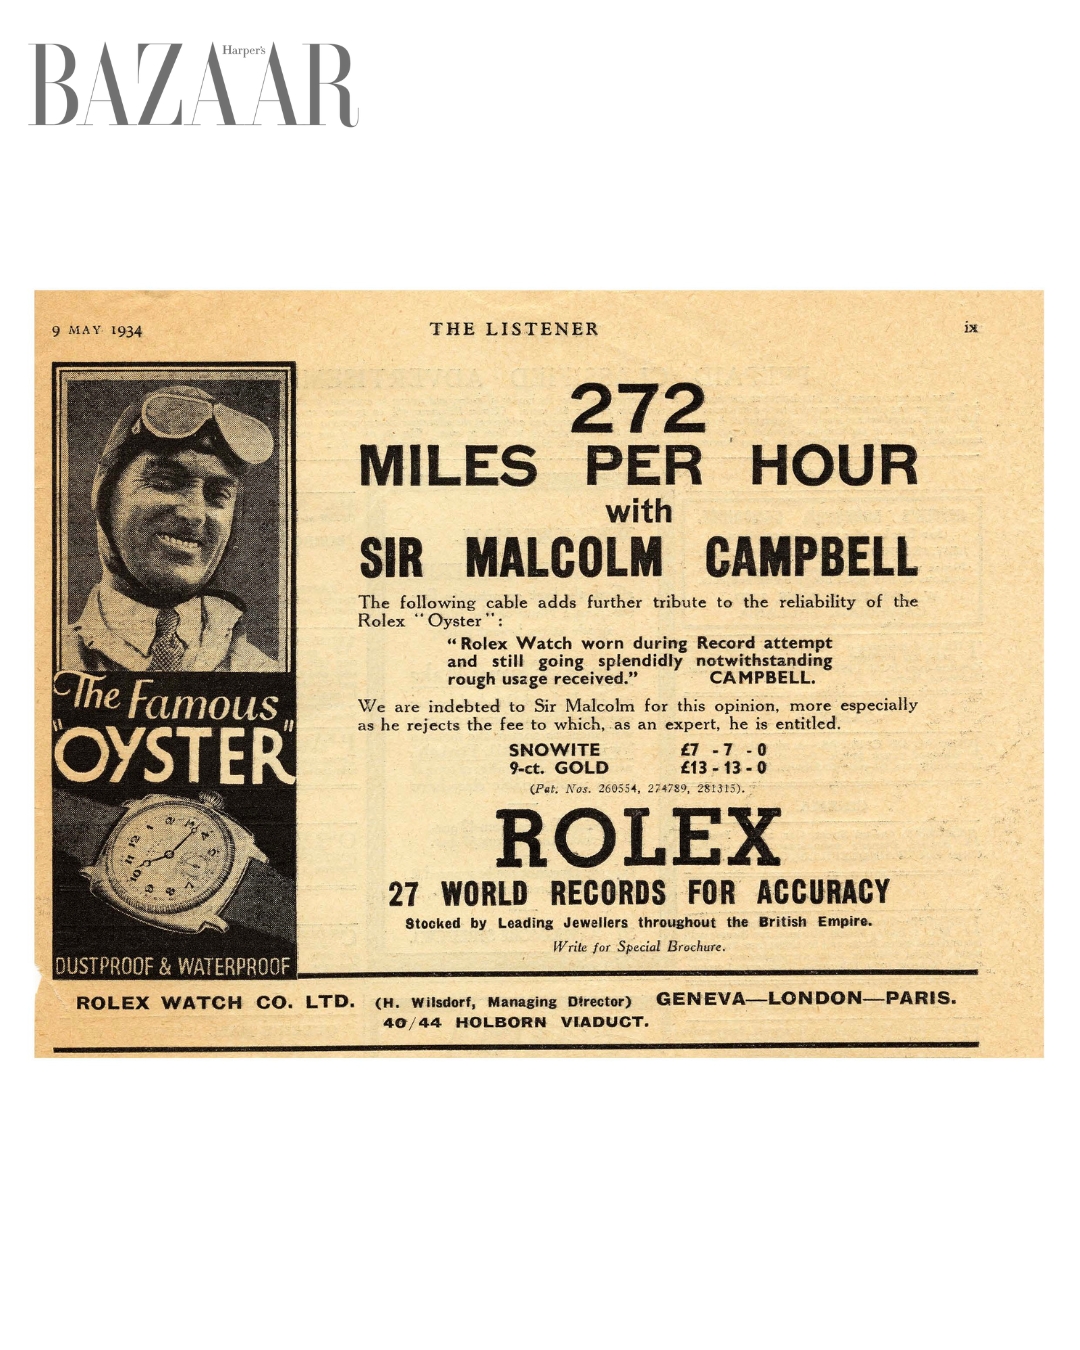 Harper's
BAZAAR
9 MAY 1934 THE LISTENER ix
272
MILES PER HOUR
with
SIR MALCOLM CAMPBELL
The following cable adds further tribute to the reliability of the
Rolex "Oyster":
"Rolex Watch worn during Record attempt
and still going splendidly notwithstanding
rough usage received." CAMPBELL.
We are indebted to Sir Malcolm for this opinion, more especially
as he rejects the fee to which, as an expert, he is entitled.
SNOWITE £7 - 7 - 0
9-ct. GOLD £13 - 13 - 0
(Pat. Nos. 260554, 274789, 281315).
ROLEX
27 WORLD RECORDS FOR ACCURACY
Stocked by Leading Jewellers throughout the British Empire.
Write for Special Brochure.
The Famous
"OYSTER"
DUSTPROOF & WATERPROOF
ROLEX WATCH CO. LTD. (H. Wilsdorf, Managing Director) GENEVA—LONDON—PARIS.
40/44 HOLBORN VIADUCT.